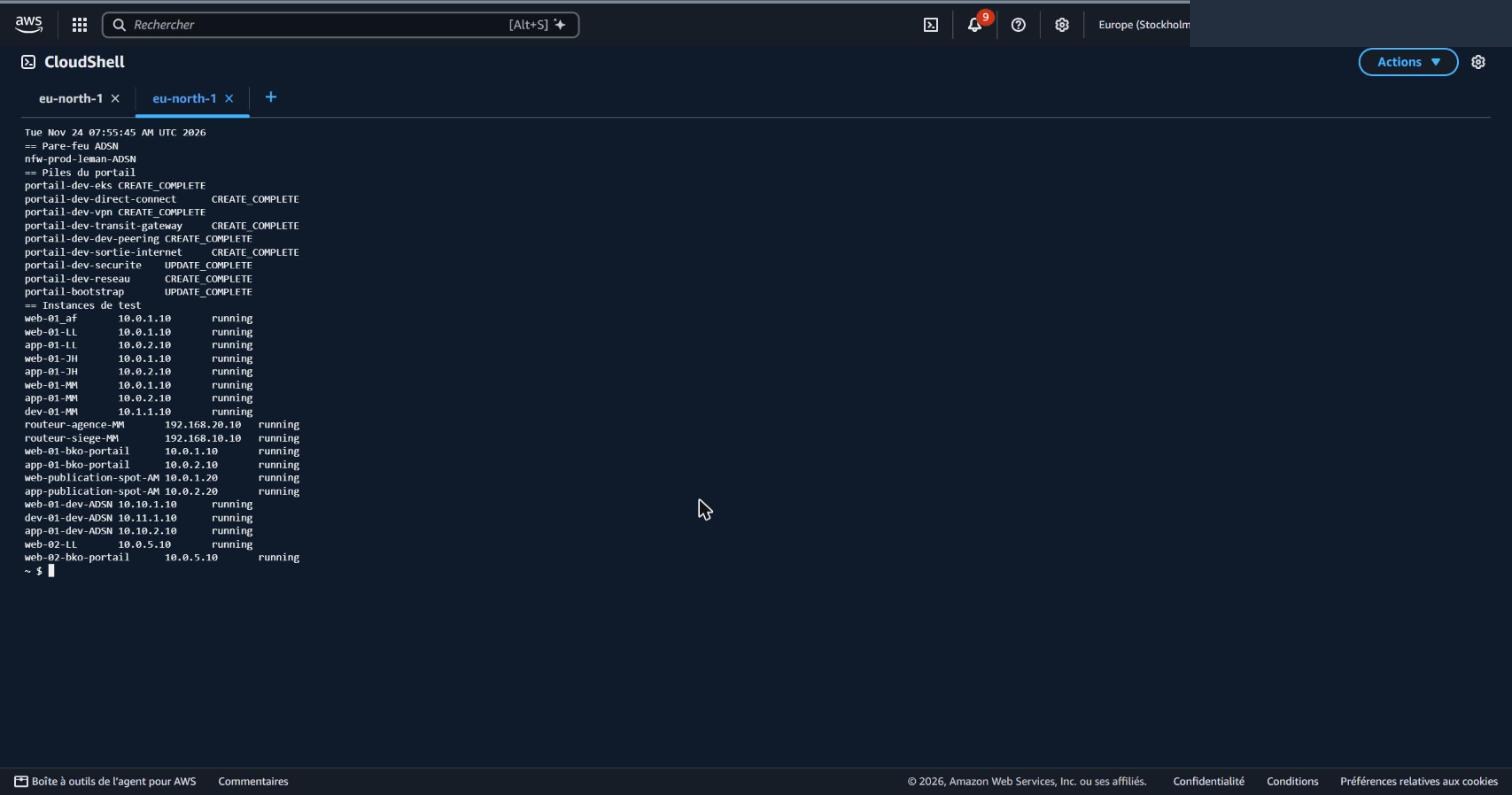 aws
Rechercher [Alt+S]
9
Europe (Stockholm
CloudShell
Actions
eu-north-1
eu-north-1
Tue Nov 24 07:55:45 AM UTC 2026
== Pare-feu ADSN
nfw-prod-leman-ADSN
== Piles du portail
portail-dev-eks CREATE_COMPLETE
portail-dev-direct-connect CREATE_COMPLETE
portail-dev-vpn CREATE_COMPLETE
portail-dev-transit-gateway CREATE_COMPLETE
portail-dev-dev-peering CREATE_COMPLETE
portail-dev-sortie-internet CREATE_COMPLETE
portail-dev-securite UPDATE_COMPLETE
portail-dev-reseau CREATE_COMPLETE
portail-bootstrap UPDATE_COMPLETE
== Instances de test
web-01_af 10.0.1.10 running
web-01-LL 10.0.1.10 running
app-01-LL 10.0.2.10 running
web-01-JH 10.0.1.10 running
app-01-JH 10.0.2.10 running
web-01-MM 10.0.1.10 running
app-01-MM 10.0.2.10 running
dev-01-MM 10.1.1.10 running
routeur-agence-MM 192.168.20.10 running
routeur-siege-MM 192.168.10.10 running
web-01-bko-portail 10.0.1.10 running
app-01-bko-portail 10.0.2.10 running
web-publication-spot-AM 10.0.1.20 running
app-publication-spot-AM 10.0.2.20 running
web-01-dev-ADSN 10.10.1.10 running
dev-01-dev-ADSN 10.11.1.10 running
app-01-dev-ADSN 10.10.2.10 running
web-02-LL 10.0.5.10 running
web-02-bko-portail 10.0.5.10 running
~ $
Boîte à outils de l'agent pour AWS Commentaires © 2026, Amazon Web Services, Inc. ou ses affiliés. Confidentialité Conditions Préférences relatives aux cookies